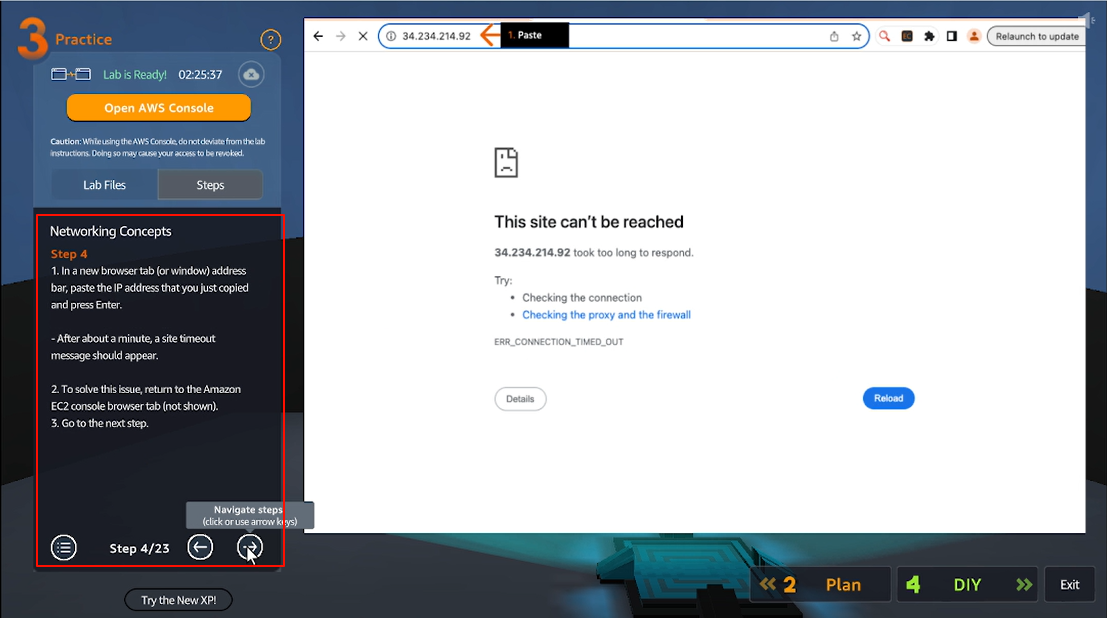 3 Practice
?
Lab is Ready! 02:25:37
Open AWS Console
Caution: While using the AWS Console, do not deviate from the lab
instructions. Doing so may cause your access to be revoked.
Lab Files Steps
Networking Concepts
Step 4
1. In a new browser tab (or window) address
bar, paste the IP address that you just copied
and press Enter.
- After about a minute, a site timeout
message should appear.
2. To solve this issue, return to the Amazon
EC2 console browser tab (not shown).
3. Go to the next step.
Navigate steps
(click or use arrow keys)
Step 4/23
Try the New XP!
34.234.214.92 1. Paste
Relaunch to update
This site can't be reached
34.234.214.92 took too long to respond.
Try:
• Checking the connection
• Checking the proxy and the firewall
ERR_CONNECTION_TIMED_OUT
Details Reload
2 Plan 4 DIY Exit